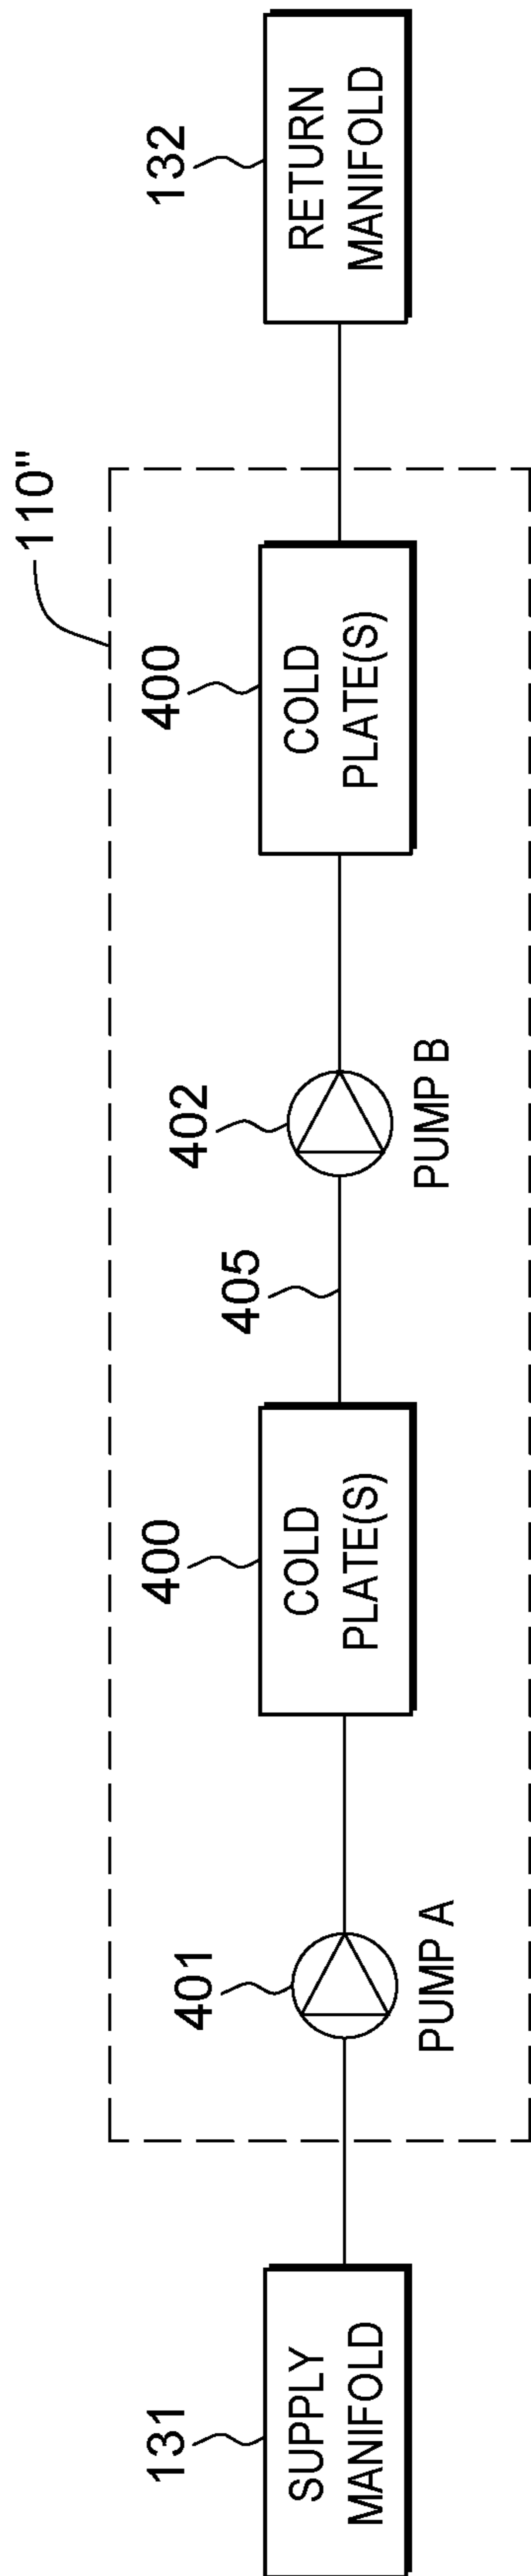 110"
131
SUPPLY
MANIFOLD
401
PUMP A
400
COLD
PLATE(S)
405
402
PUMP B
400
COLD
PLATE(S)
132
RETURN
MANIFOLD